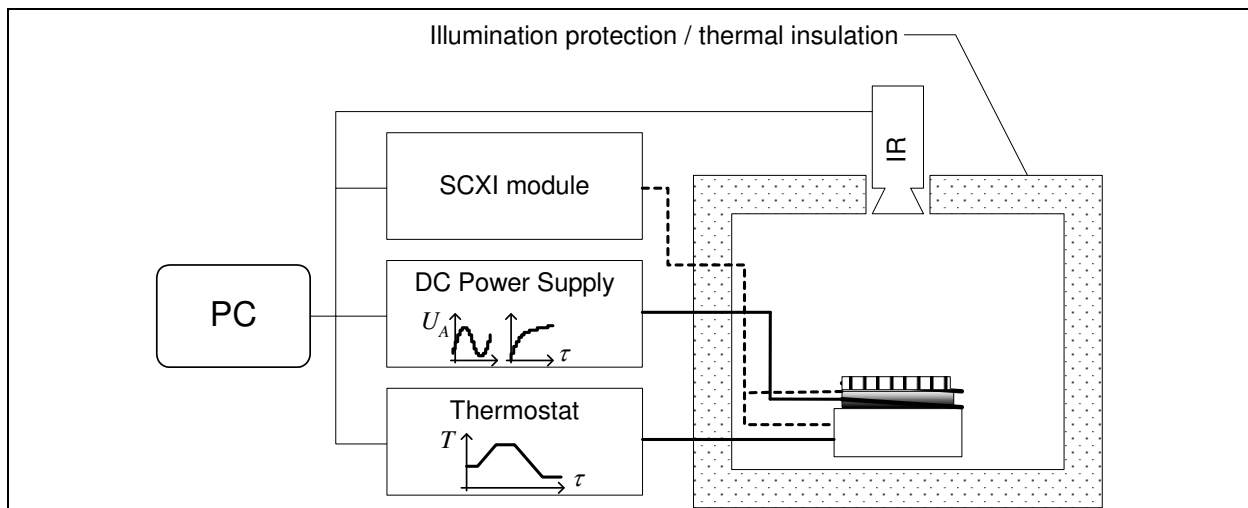 Illumination protection / thermal insulation
IR
SCXI module
DC Power Supply
U_A
τ
PC
Thermostat
T
τ